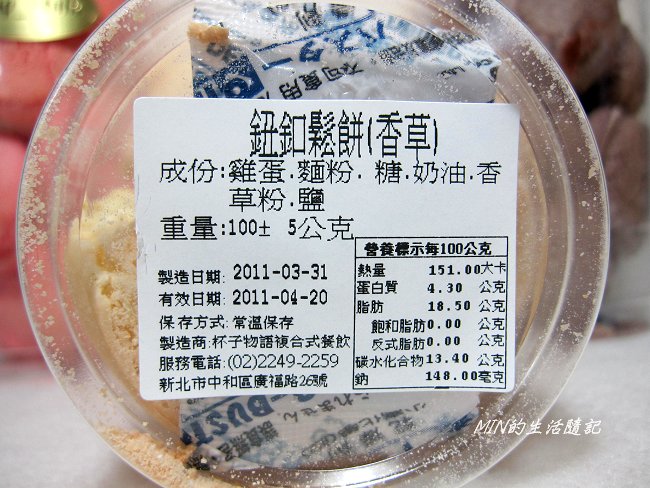 鈕釦鬆餅(香草)
成份:雞蛋.麵粉.糖.奶油.香
草粉.鹽
重量:100± 5公克
製造日期: 2011-03-31
有效日期: 2011-04-20
保存方式:常溫保存
製造商:杯子物語複合式餐飲
服務電話:(02)2249-2259
新北市中和區廣福路26號
營養標示每100公克
熱量 151.00大卡
蛋白質 4.30 公克
脂肪 18.50 公克
飽和脂肪0.00 公克
反式脂肪0.00 公克
碳水化合物13.40 公克
鈉 148.00毫克
不可食用
MIN的生活隨記